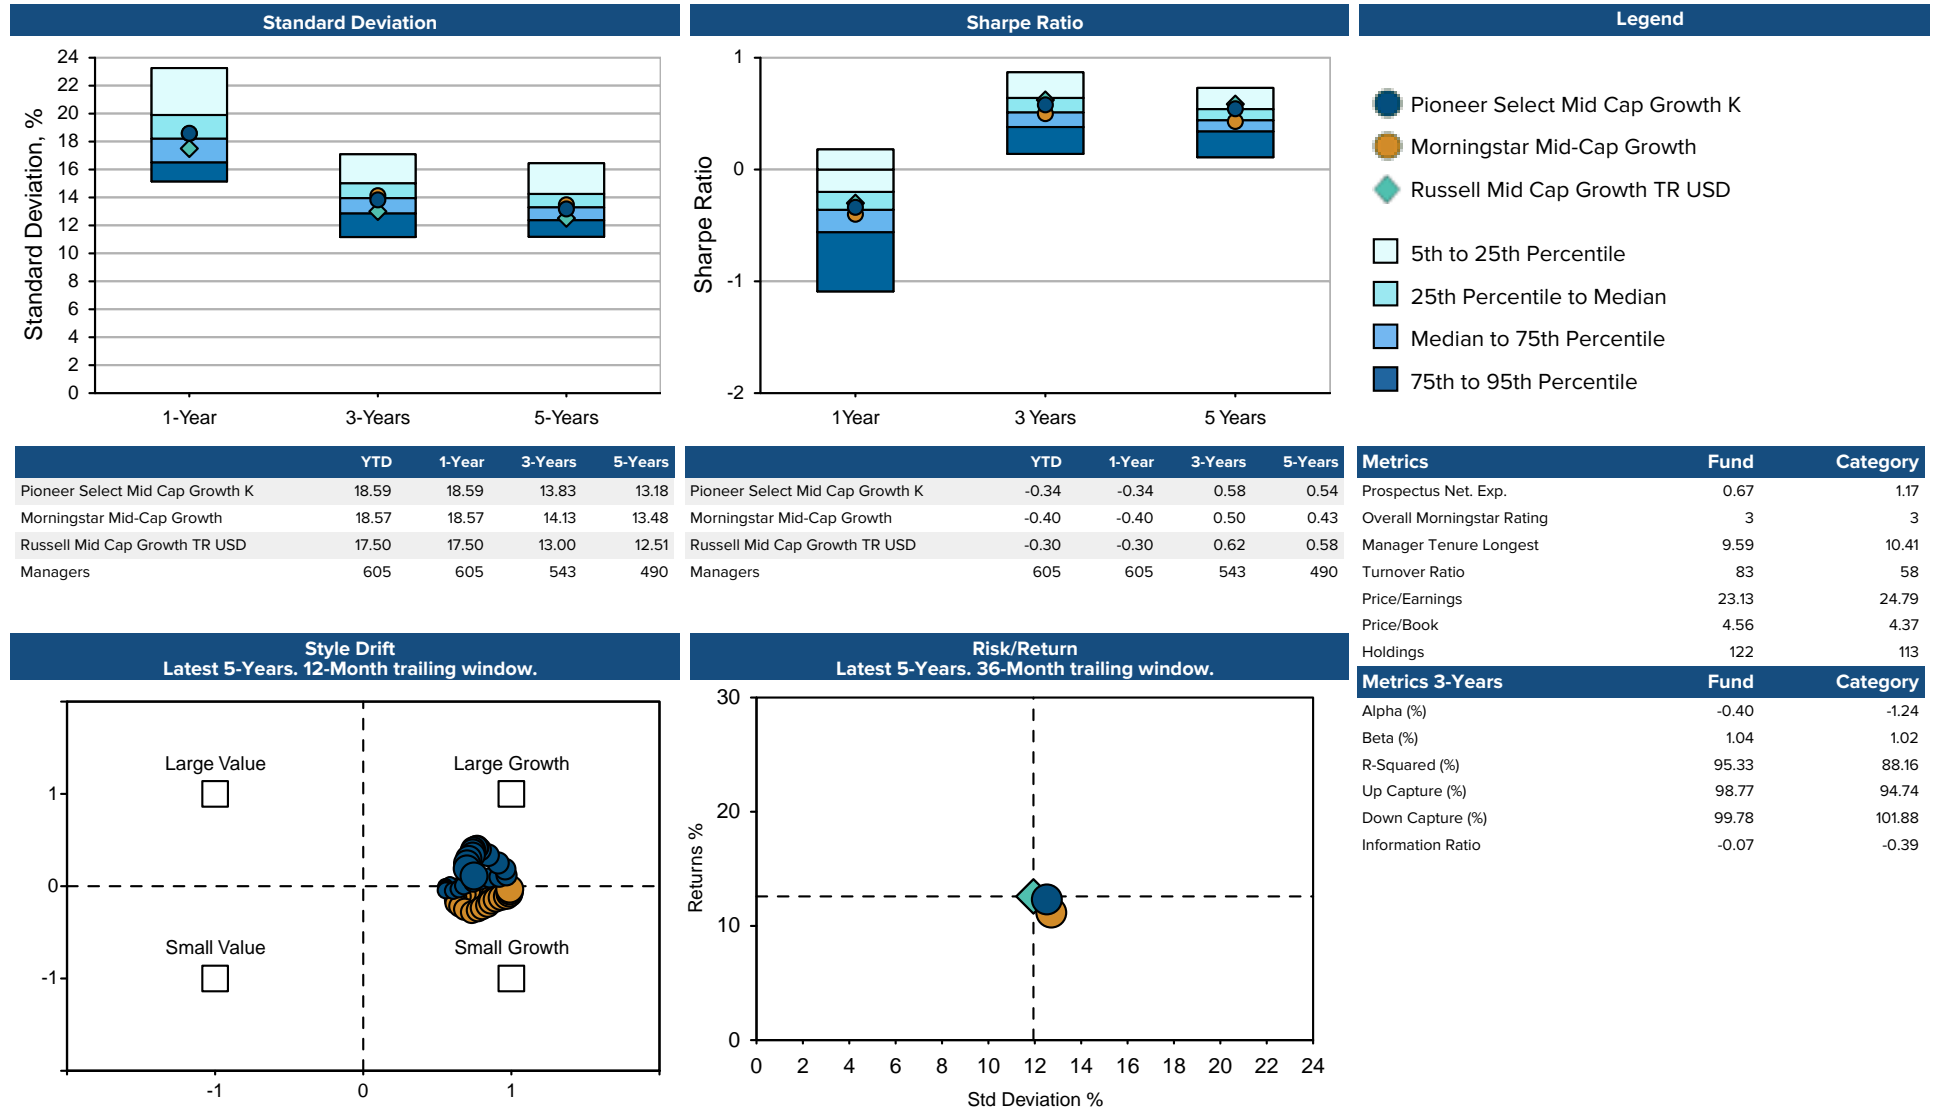 Standard Deviation
24
22
20
18
16
14
12
10
8
6
4
2
0
Standard Deviation, %
1-Year 3-Years 5-Years
Sharpe Ratio
1
0
-1
-2
Sharpe Ratio
1Year 3 Years 5 Years
Legend
Pioneer Select Mid Cap Growth K
Morningstar Mid-Cap Growth
Russell Mid Cap Growth TR USD
5th to 25th Percentile
25th Percentile to Median
Median to 75th Percentile
75th to 95th Percentile
YTD 1-Year 3-Years 5-Years
Pioneer Select Mid Cap Growth K 18.59 18.59 13.83 13.18
Morningstar Mid-Cap Growth 18.57 18.57 14.13 13.48
Russell Mid Cap Growth TR USD 17.50 17.50 13.00 12.51
Managers 605 605 543 490
YTD 1-Year 3-Years 5-Years
Pioneer Select Mid Cap Growth K -0.34 -0.34 0.58 0.54
Morningstar Mid-Cap Growth -0.40 -0.40 0.50 0.43
Russell Mid Cap Growth TR USD -0.30 -0.30 0.62 0.58
Managers 605 605 543 490
Metrics Fund Category
Prospectus Net. Exp. 0.67 1.17
Overall Morningstar Rating 3 3
Manager Tenure Longest 9.59 10.41
Turnover Ratio 83 58
Price/Earnings 23.13 24.79
Price/Book 4.56 4.37
Holdings 122 113
Metrics 3-Years Fund Category
Alpha (%) -0.40 -1.24
Beta (%) 1.04 1.02
R-Squared (%) 95.33 88.16
Up Capture (%) 98.77 94.74
Down Capture (%) 99.78 101.88
Information Ratio -0.07 -0.39
Style Drift
Latest 5-Years. 12-Month trailing window.
Large Value Large Growth
1
0
Small Value Small Growth
-1
-1 0 1
Risk/Return
Latest 5-Years. 36-Month trailing window.
30
20
10
0
Returns %
0 2 4 6 8 10 12 14 16 18 20 22 24
Std Deviation %